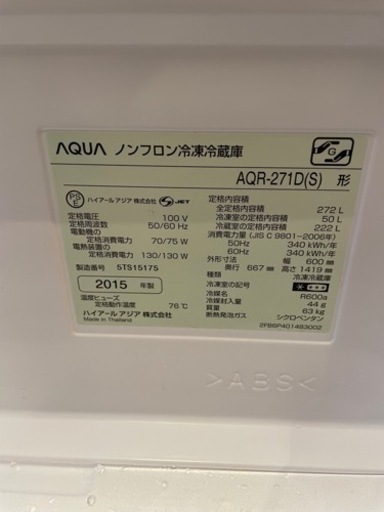 AQUA ノンフロン冷凍冷蔵庫
G
AQR-271D(S) 形
PS E
ハイアール アジア 株式会社 S JET
定格電圧 100 V
定格周波数 50/60 Hz
電動機の
定格消費電力 70/75 W
電熱装置の
定格消費電力 130/130 W
製造番号 5TS15175
2015 年製
温度ヒューズ
定格動作温度 76℃
ハイアール アジア 株式会社
Made in Thailand
定格内容積
全定格内容積 272 L
冷凍室の定格内容積 50 L
冷蔵室の定格内容積 222 L
消費電力量 (JIS C 9801-2006年)
50Hz 340 kWh/年
60Hz 340 kWh/年
外形寸法 幅 600 mm
奥行 667 mm 高さ 1419 mm
種類 冷凍冷蔵庫
冷凍室の記号
冷媒 R600a
冷媒封入量 44 g
質量 63 kg
断熱発泡ガス シクロペンタン
2FB6P401483002
>ABS<